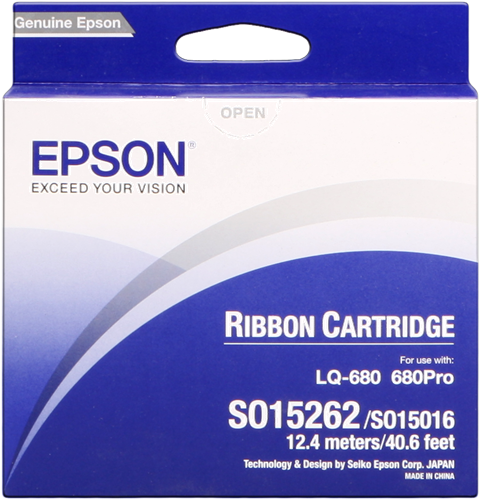 Genuine Epson
OPEN
EPSON®
EXCEED YOUR VISION
RIBBON CARTRIDGE
For use with:
LQ-680 680Pro
S015262/S015016
12.4 meters/40.6 feet
Technology & Design by Seiko Epson Corp. JAPAN
MADE IN CHINA